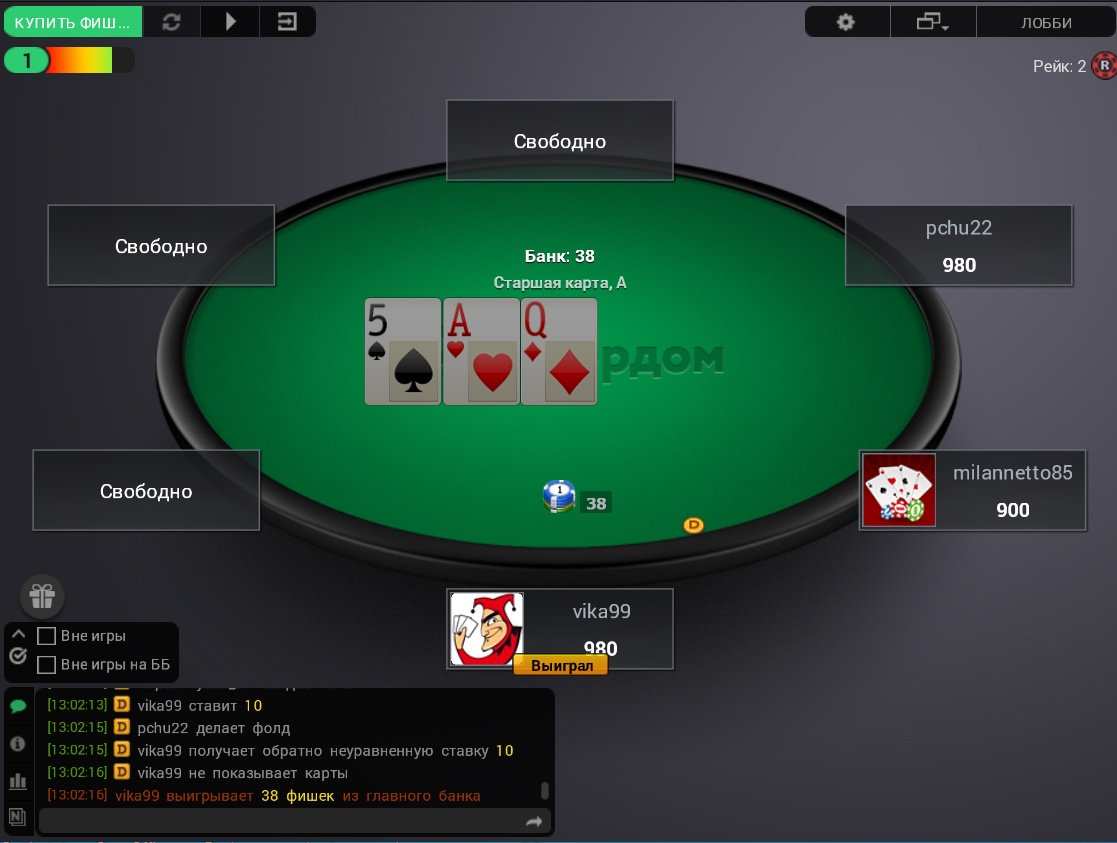 КУПИТЬ ФИШ...
ЛОББИ
1
Рейк: 2 R
Свободно
Свободно
pchu22
980
Банк: 38
Старшая карта, A
5 A Q
рдом
Свободно
milannetto85
900
1 38
D
vika99
980
Выиграл
Вне игры
Вне игры на ББ
[13:02:13] D vika99 ставит 10
[13:02:15] D pchu22 делает фолд
[13:02:15] D vika99 получает обратно неуравненную ставку 10
[13:02:16] D vika99 не показывает карты
[13:02:16] vika99 выигрывает 38 фишек из главного банка